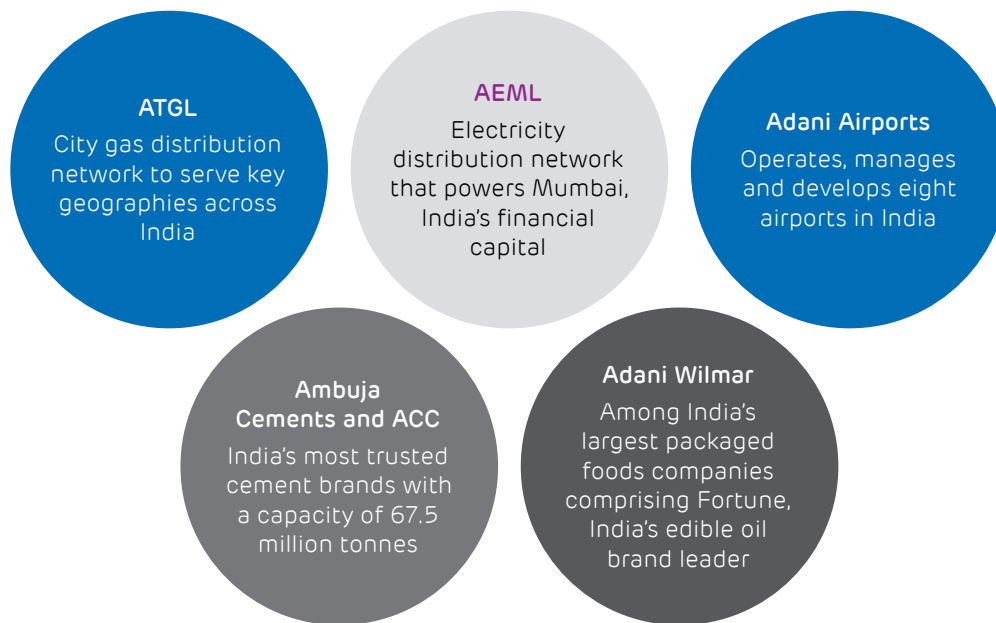 ATGL
City gas distribution
network to serve key
geographies across
India
AEML
Electricity
distribution network
that powers Mumbai,
India's financial
capital
Adani Airports
Operates, manages
and develops eight
airports in India
Ambuja
Cements and ACC
India's most trusted
cement brands with
a capacity of 67.5
million tonnes
Adani Wilmar
Among India's
largest packaged
foods companies
comprising Fortune,
India's edible oil
brand leader